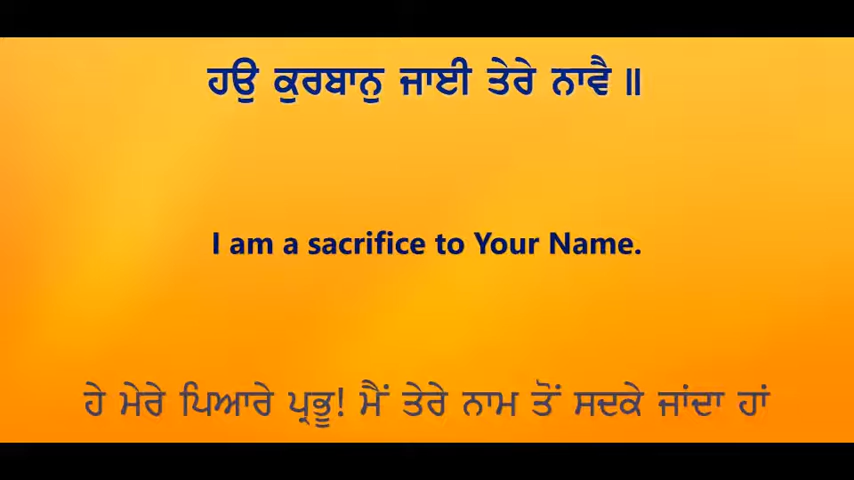 ਹਉ ਕੁਰਬਾਨੁ ਜਾਈ ਤੇਰੇ ਨਾਵੈ ॥
I am a sacrifice to Your Name.
ਹੇ ਮੇਰੇ ਪਿਆਰੇ ਪ੍ਰਭੂ! ਮੈਂ ਤੇਰੇ ਨਾਮ ਤੋਂ ਸਦਕੇ ਜਾਂਦਾ ਹਾਂ